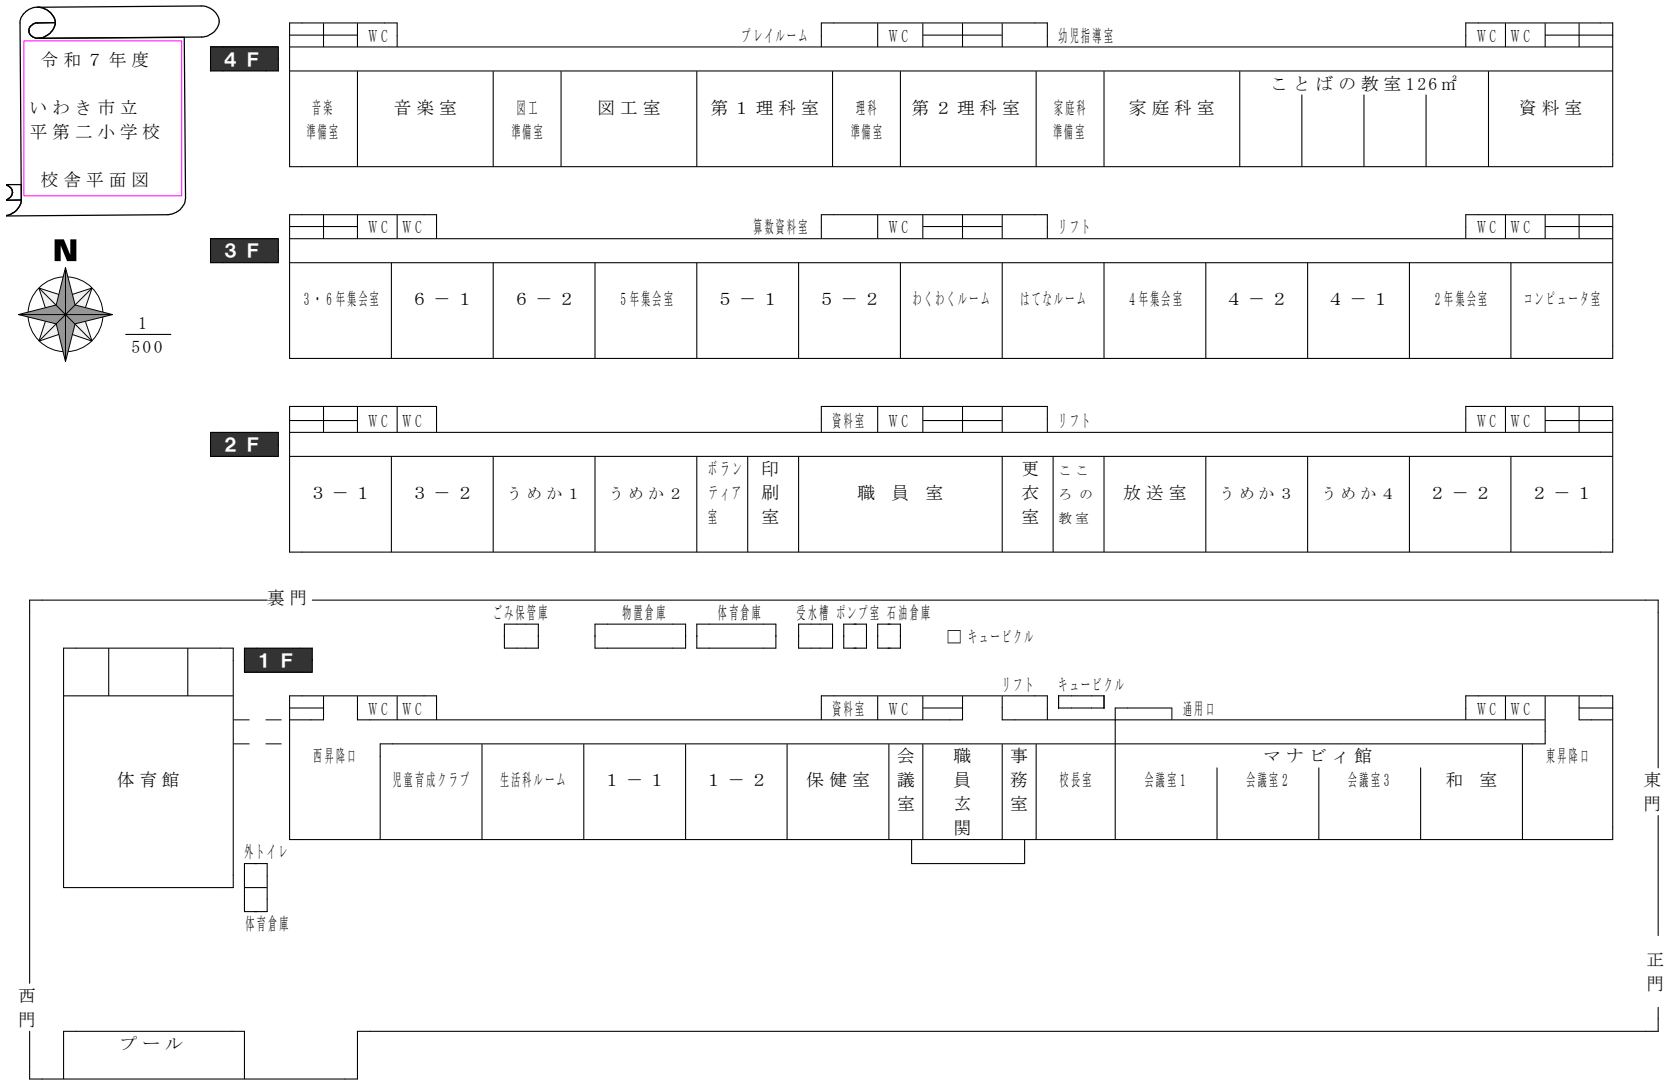 令和７年度
いわき市立
平第二小学校
校舎平面図
N
1
500
４Ｆ
WC
プレイルーム
WC
幼児指導室
WC WC
音楽
準備室
音楽室
図工
準備室
図工室
第１理科室
理科
準備室
第２理科室
家庭科
準備室
家庭科室
ことばの教室126㎡
資料室
３Ｆ
WC WC
算数資料室
WC
リフト
WC WC
3・6年集会室
６－１
６－２
5年集会室
５－１
５－２
わくわくルーム
はてなルーム
4年集会室
４－２
４－１
2年集会室
コンピュータ室
２Ｆ
WC WC
資料室
WC
リフト
WC WC
３－１
３－２
うめか１
うめか２
ボラン
ティア
室
印
刷
室
職員室
更
衣
室
ここ
ろの
教室
放送室
うめか３
うめか４
２－２
２－１
裏門
ごみ保管庫
物置倉庫
体育倉庫
受水槽
ポンプ室
石油倉庫
キュービクル
１Ｆ
リフト
キュービクル
WC WC
資料室
WC
通用口
WC WC
体育館
西昇降口
児童育成クラブ
生活科ルーム
１－１
１－２
保健室
会
議
室
職
員
玄
関
事
務
室
校長室
マナビィ館
会議室1
会議室2
会議室3
和室
東昇降口
東
門
外トイレ
体育倉庫
正
門
西
門
プール